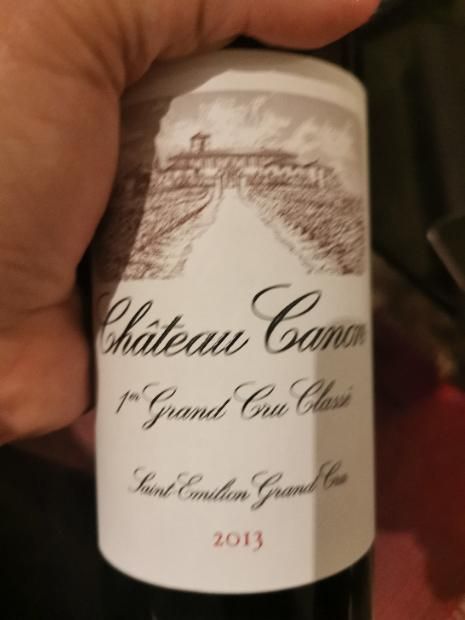 Château Canon
1er Grand Cru Classé
Saint Emilion Grand Cru
2013